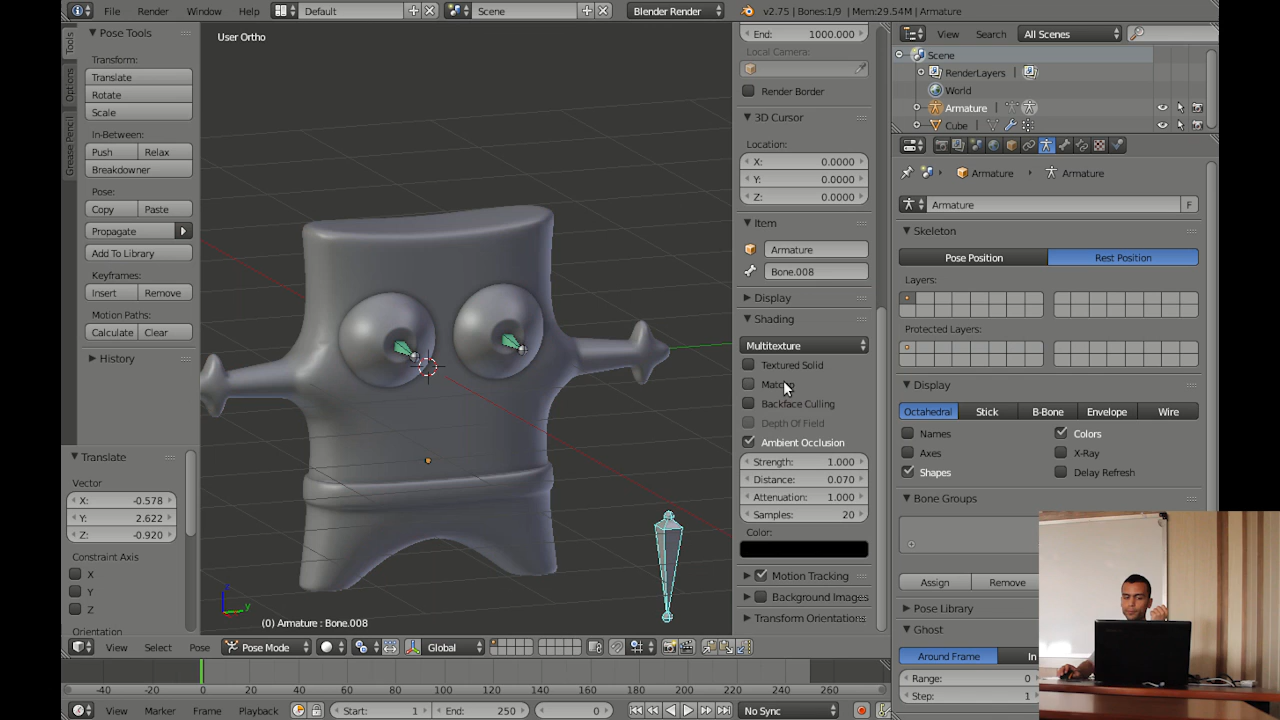 File Render Window Help Default Scene Blender Render v2.75 | Bones:1/9 | Mem:29.54M | Armature
Tools
Options
Grease Pencil
Pose Tools
Transform:
Translate
Rotate
Scale
In-Between:
Push Relax
Breakdowner
Pose:
Copy Paste
Propagate
Add To Library
Keyframes:
Insert Remove
Motion Paths:
Calculate Clear
History
Translate
Vector
X: -0.578
Y: 2.622
Z: -0.920
Constraint Axis
X
Y
Z
Orientation
User Ortho
z
y
(0) Armature : Bone.008
End: 1000.000
Local Camera:
Render Border
3D Cursor
Location:
X: 0.0000
Y: 0.0000
Z: 0.0000
Item
Armature
Bone.008
Display
Shading
Multitexture
Textured Solid
Backface Culling
Depth Of Field
Ambient Occlusion
Strength: 1.000
Distance: 0.070
Attenuation: 1.000
Samples: 20
Color:
Motion Tracking
Background Images
Transform Orientations
View Search All Scenes
Scene
RenderLayers
World
Armature
Cube
Armature Armature
Armature F
Skeleton
Pose Position Rest Position
Layers:
Protected Layers:
Display
Octahedral Stick B-Bone Envelope Wire
Names Colors
Axes X-Ray
Shapes Delay Refresh
Bone Groups
Assign Remove
Pose Library
Ghost
Around Frame In
Range: 0
Step: 1
View Select Pose Pose Mode Global
-40 -20 0 20 40 60 80 100 120 140 160 180 200 220 240 260
View Marker Frame Playback Start: 1 End: 250 0 No Sync